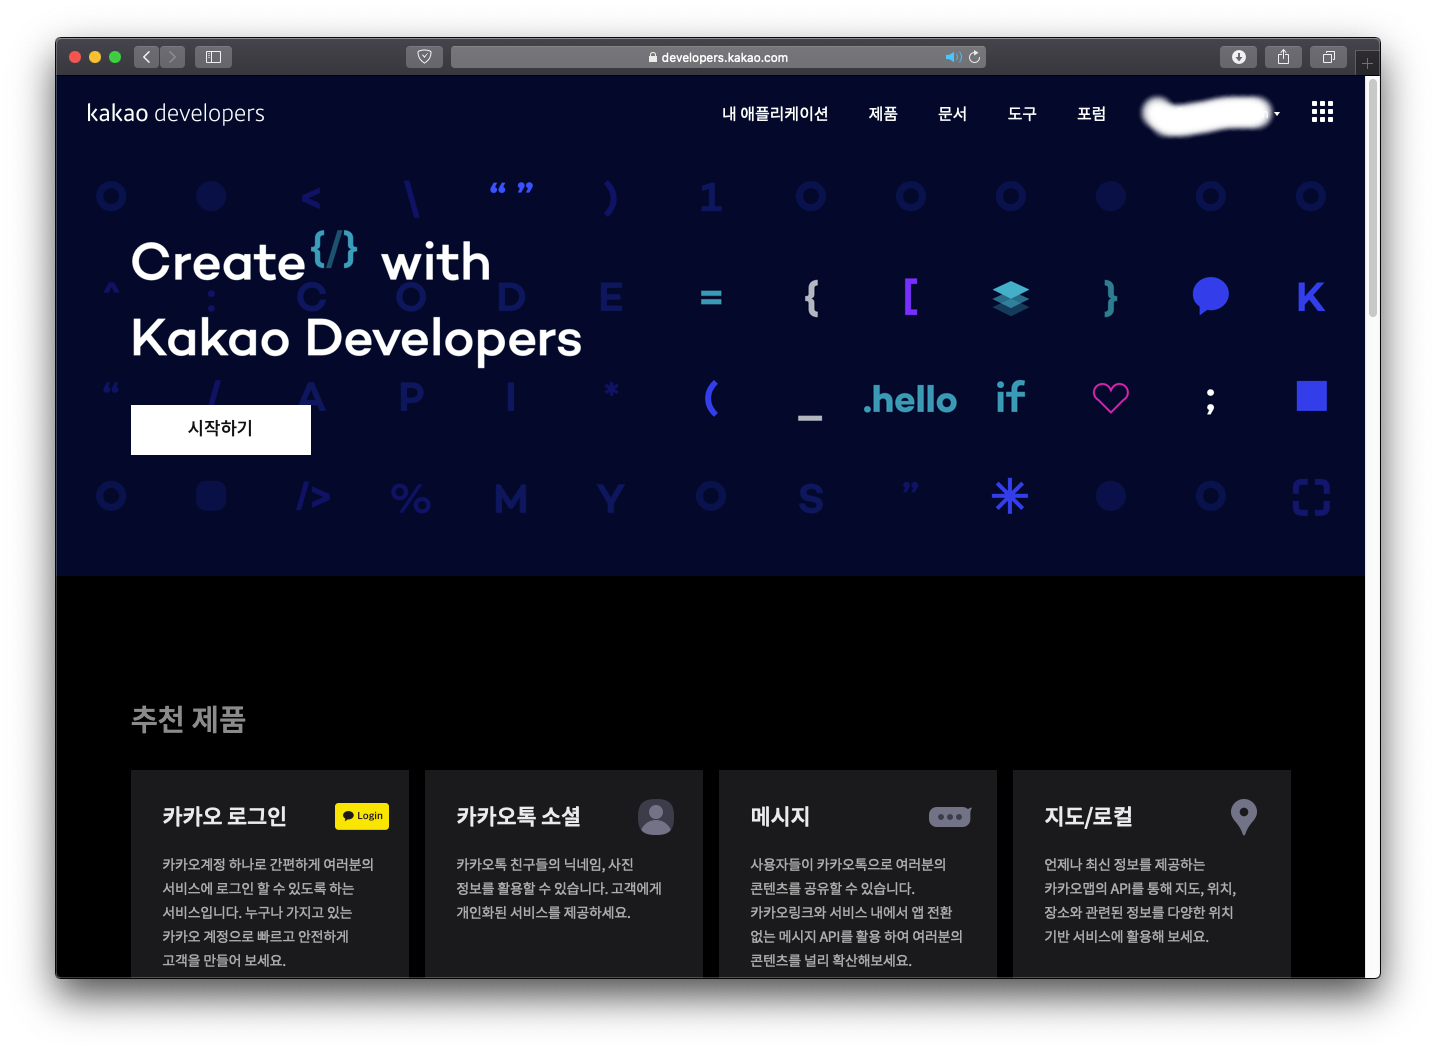 developers.kakao.com
kakao developers
내 애플리케이션 제품 문서 도구 포럼
< \ “ ” ) 1
Create{/} with
^ : C O D E = { [ } K
Kakao Developers
“ / A P I * ( _ .hello if ;
시작하기
/> % M Y S ”
추천 제품
카카오 로그인
Login
카카오계정 하나로 간편하게 여러분의
서비스에 로그인 할 수 있도록 하는
서비스입니다. 누구나 가지고 있는
카카오 계정으로 빠르고 안전하게
고객을 만들어 보세요.
카카오톡 소셜
카카오톡 친구들의 닉네임, 사진
정보를 활용할 수 있습니다. 고객에게
개인화된 서비스를 제공하세요.
메시지
사용자들이 카카오톡으로 여러분의
콘텐츠를 공유할 수 있습니다.
카카오링크와 서비스 내에서 앱 전환
없는 메시지 API를 활용 하여 여러분의
콘텐츠를 널리 확산해보세요.
지도/로컬
언제나 최신 정보를 제공하는
카카오맵의 API를 통해 지도, 위치,
장소와 관련된 정보를 다양한 위치
기반 서비스에 활용해 보세요.